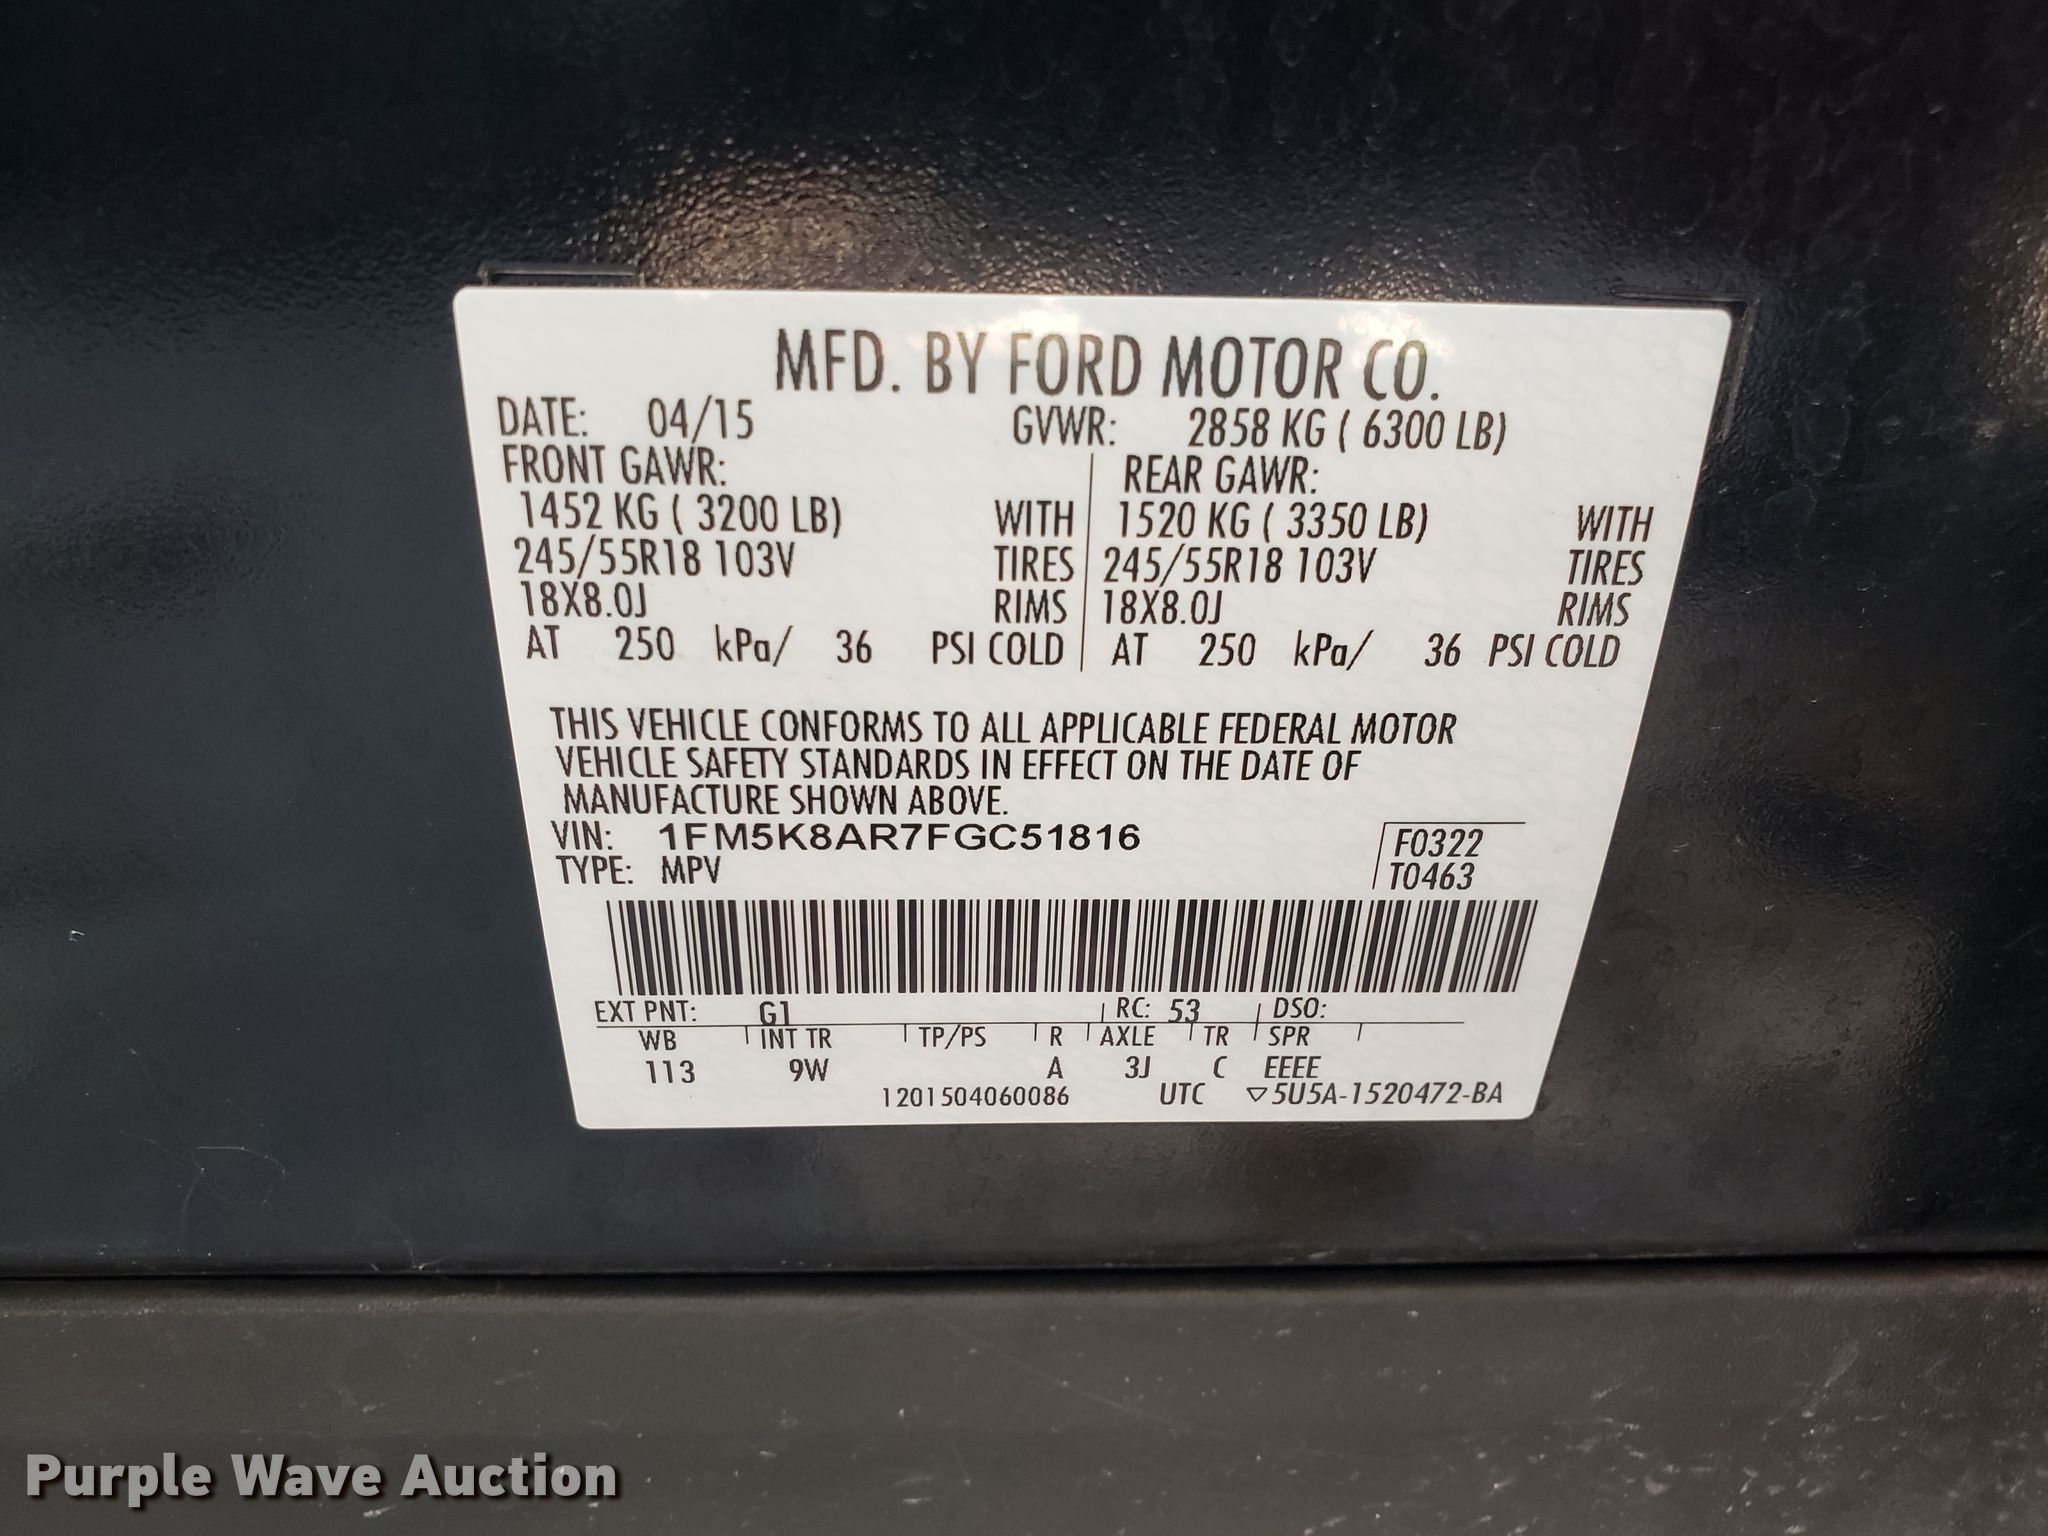 MFD. BY FORD MOTOR CO.
DATE: 04/15 GVWR: 2858 KG ( 6300 LB)
FRONT GAWR: REAR GAWR:
1452 KG ( 3200 LB) WITH 1520 KG ( 3350 LB) WITH
245/55R18 103V TIRES 245/55R18 103V TIRES
18X8.0J RIMS 18X8.0J RIMS
AT 250 kPa/ 36 PSI COLD AT 250 kPa/ 36 PSI COLD
THIS VEHICLE CONFORMS TO ALL APPLICABLE FEDERAL MOTOR
VEHICLE SAFETY STANDARDS IN EFFECT ON THE DATE OF
MANUFACTURE SHOWN ABOVE.
VIN: 1FM5K8AR7FGC51816 F0322
TYPE: MPV T0463
EXT PNT: G1 RC: 53 DSO:
WB INT TR TP/PS R AXLE TR SPR
113 9W A 3J C EEEE
1201504060086 UTC ▽5U5A-1520472-BA
Purple Wave Auction